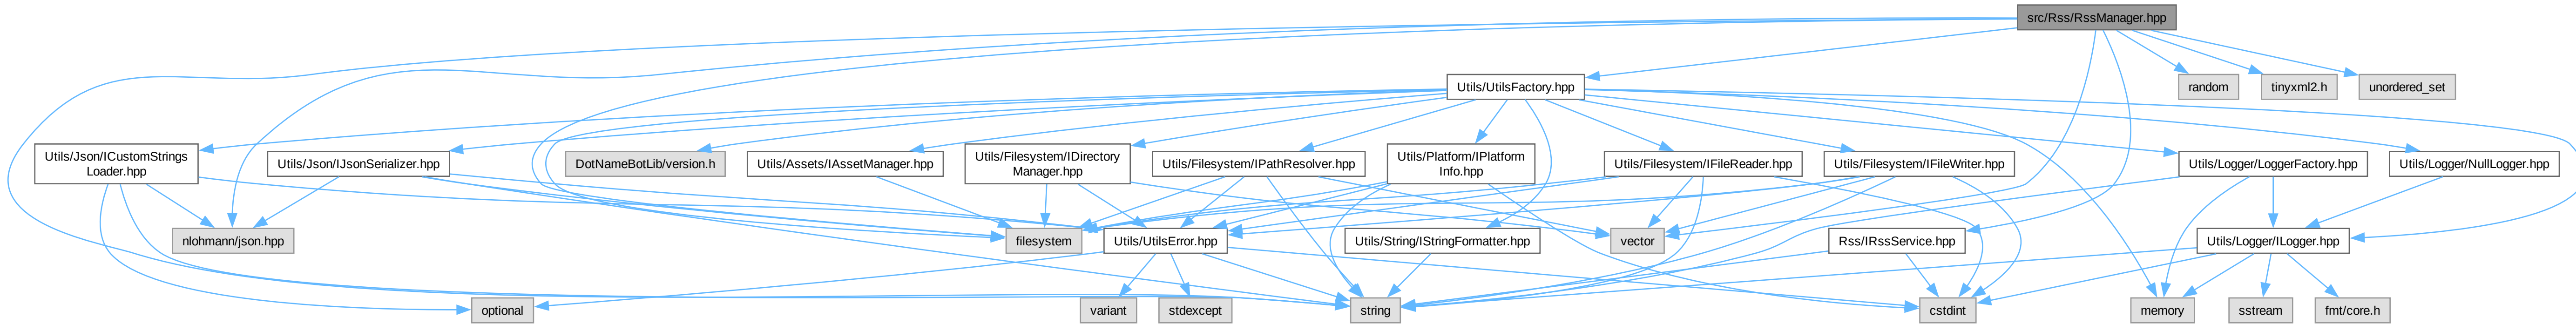 src/Rss/RssManager.hpp
Utils/UtilsFactory.hpp
random
tinyxml2.h
unordered_set
Utils/Json/ICustomStrings
Loader.hpp
Utils/Json/IJsonSerializer.hpp
DotNameBotLib/version.h
Utils/Assets/IAssetManager.hpp
Utils/Filesystem/IDirectory
Manager.hpp
Utils/Filesystem/IPathResolver.hpp
Utils/Platform/IPlatform
Info.hpp
Utils/Filesystem/IFileReader.hpp
Utils/Filesystem/IFileWriter.hpp
Utils/Logger/LoggerFactory.hpp
Utils/Logger/NullLogger.hpp
nlohmann/json.hpp
filesystem
Utils/UtilsError.hpp
Utils/String/IStringFormatter.hpp
vector
Rss/IRssService.hpp
Utils/Logger/ILogger.hpp
optional
variant
stdexcept
string
cstdint
memory
sstream
fmt/core.h